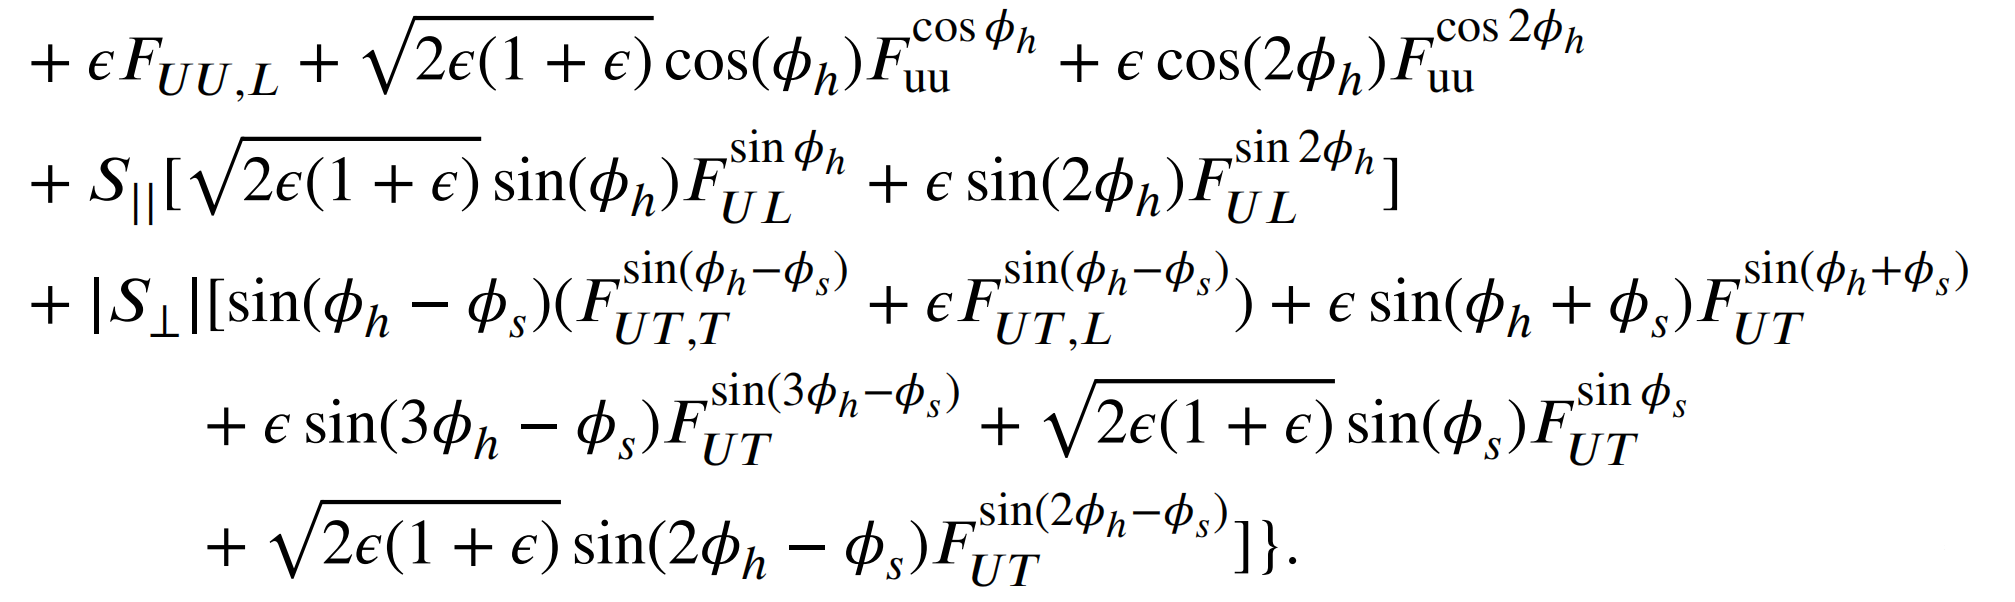 + ϵF_{UU,L} + √{2ϵ(1 + ϵ)} cos(ϕ_h)F_{uu}^{cos ϕ_h} + ϵ cos(2ϕ_h)F_{uu}^{cos 2ϕ_h}
+ S_{||}[√{2ϵ(1 + ϵ)} sin(ϕ_h)F_{UL}^{sin ϕ_h} + ϵ sin(2ϕ_h)F_{UL}^{sin 2ϕ_h}]
+ |S_⊥|[sin(ϕ_h − ϕ_s)(F_{UT,T}^{sin(ϕ_h−ϕ_s)} + ϵF_{UT,L}^{sin(ϕ_h−ϕ_s)}) + ϵ sin(ϕ_h + ϕ_s)F_{UT}^{sin(ϕ_h+ϕ_s)}
+ ϵ sin(3ϕ_h − ϕ_s)F_{UT}^{sin(3ϕ_h−ϕ_s)} + √{2ϵ(1 + ϵ)} sin(ϕ_s)F_{UT}^{sin ϕ_s}
+ √{2ϵ(1 + ϵ)} sin(2ϕ_h − ϕ_s)F_{UT}^{sin(2ϕ_h−ϕ_s)}]}.